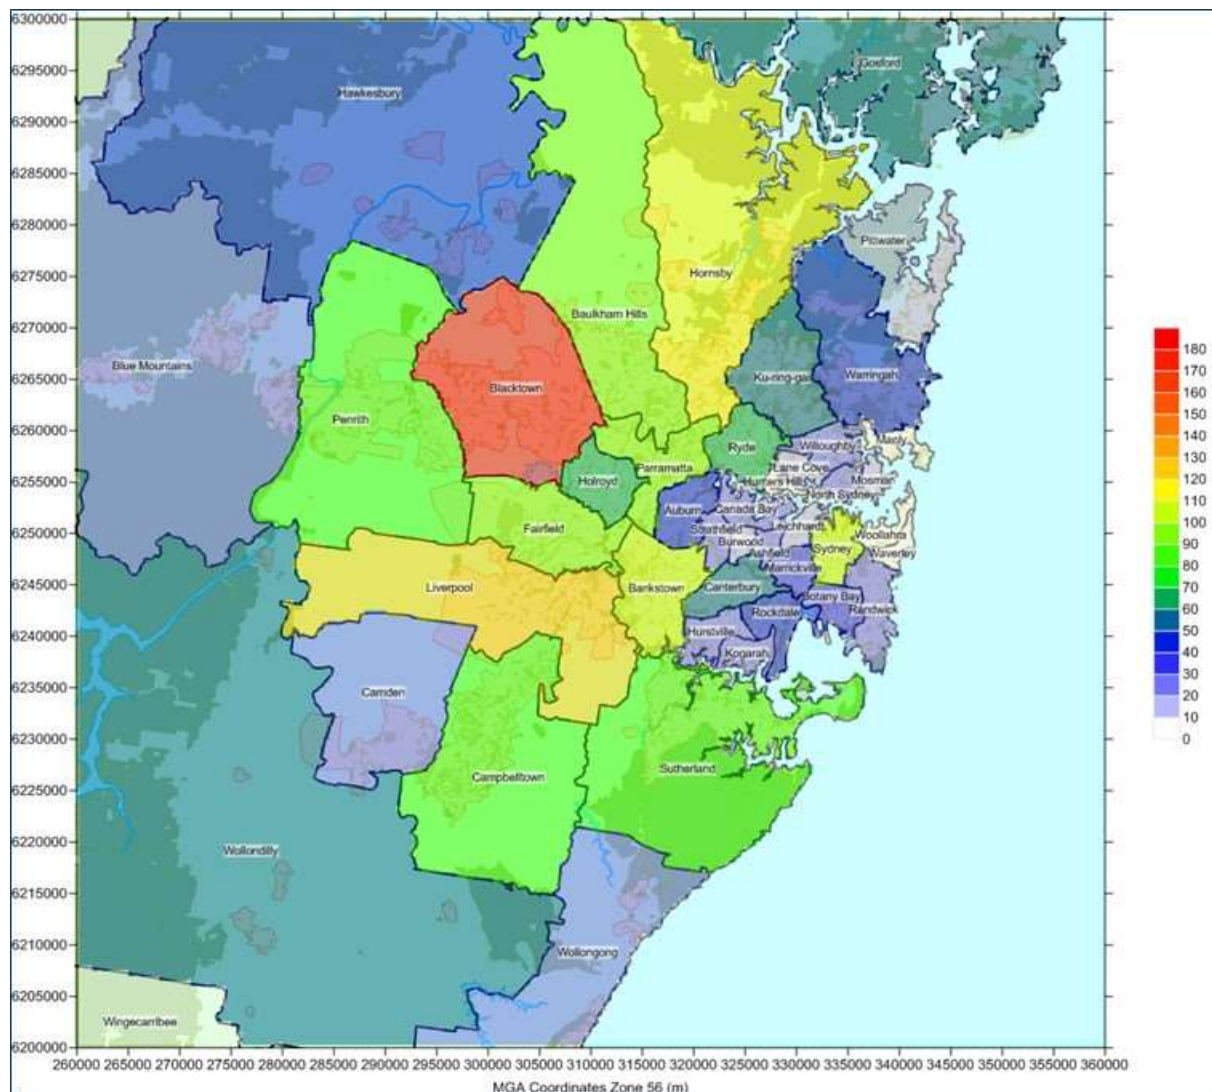 6300000
6295000
6290000
6285000
6280000
6275000
6270000
6265000
6260000
6255000
6250000
6245000
6240000
6235000
6230000
6225000
6220000
6215000
6210000
6205000
6200000
Gosford
Hawkesbury
Pittwater
Hornsby
Baulkham Hills
Blue Mountains
Ku-ring-gai
Warringah
Blacktown
Penrith
Manly
Willoughby
Ryde
Parramatta
Lane Cove
Holroyd
Hunters Hills
Mosman
North Sydney
Auburn
Canada Bay
Fairfield
Strathfield
Leichhardt
Woollahra
Burwood
Ashfield
Sydney
Waverley
Marrickville
Liverpool
Bankstown
Canterbury
Botany Bay
Rockdale
Randwick
Hurstville
Kogarah
Camden
Campbelltown
Sutherland
Wollondilly
Wollongong
Wingecarribee
180
170
160
150
140
130
120
110
100
90
80
70
60
50
40
30
20
10
0
260000 265000 270000 275000 280000 285000 290000 295000 300000 305000 310000 315000 320000 325000 330000 335000 340000 345000 350000 355000 360000
MGA Coordinates Zone 56 (m)